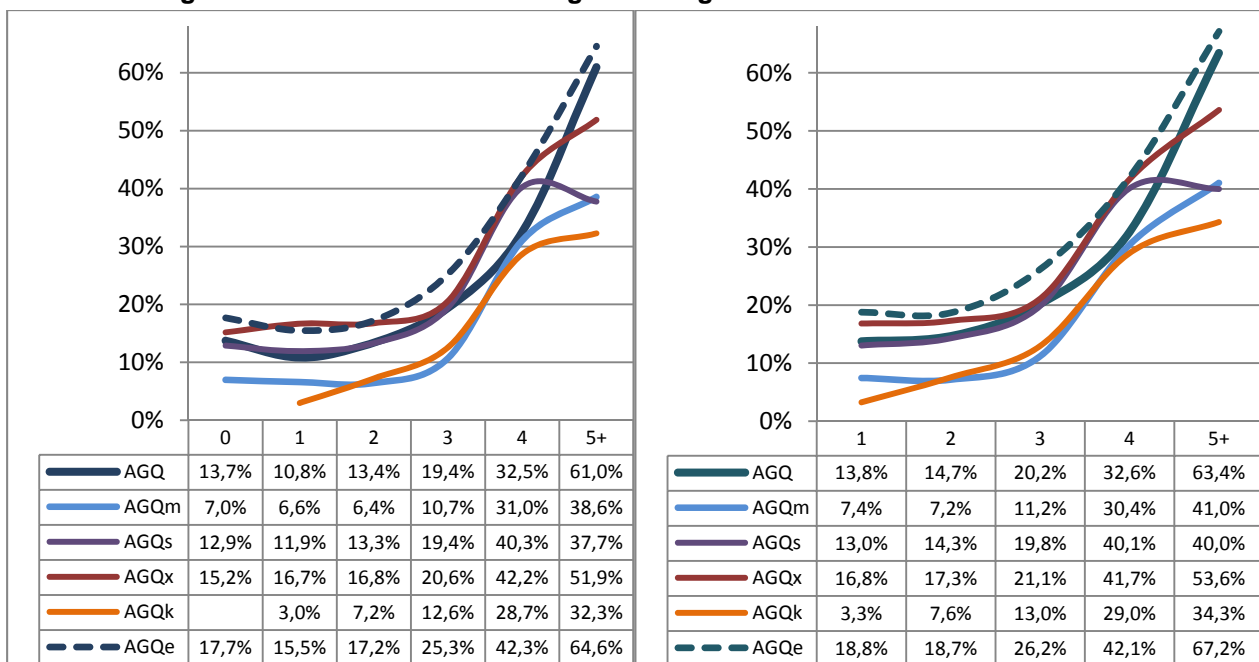 60%
50%
40%
30%
20%
10%
0%
0 1 2 3 4 5+
AGQ 13,7% 10,8% 13,4% 19,4% 32,5% 61,0%
AGQm 7,0% 6,6% 6,4% 10,7% 31,0% 38,6%
AGQs 12,9% 11,9% 13,3% 19,4% 40,3% 37,7%
AGQx 15,2% 16,7% 16,8% 20,6% 42,2% 51,9%
AGQk 3,0% 7,2% 12,6% 28,7% 32,3%
AGQe 17,7% 15,5% 17,2% 25,3% 42,3% 64,6%
60%
50%
40%
30%
20%
10%
0%
1 2 3 4 5+
AGQ 13,8% 14,7% 20,2% 32,6% 63,4%
AGQm 7,4% 7,2% 11,2% 30,4% 41,0%
AGQs 13,0% 14,3% 19,8% 40,1% 40,0%
AGQx 16,8% 17,3% 21,1% 41,7% 53,6%
AGQk 3,3% 7,6% 13,0% 29,0% 34,3%
AGQe 18,8% 18,7% 26,2% 42,1% 67,2%